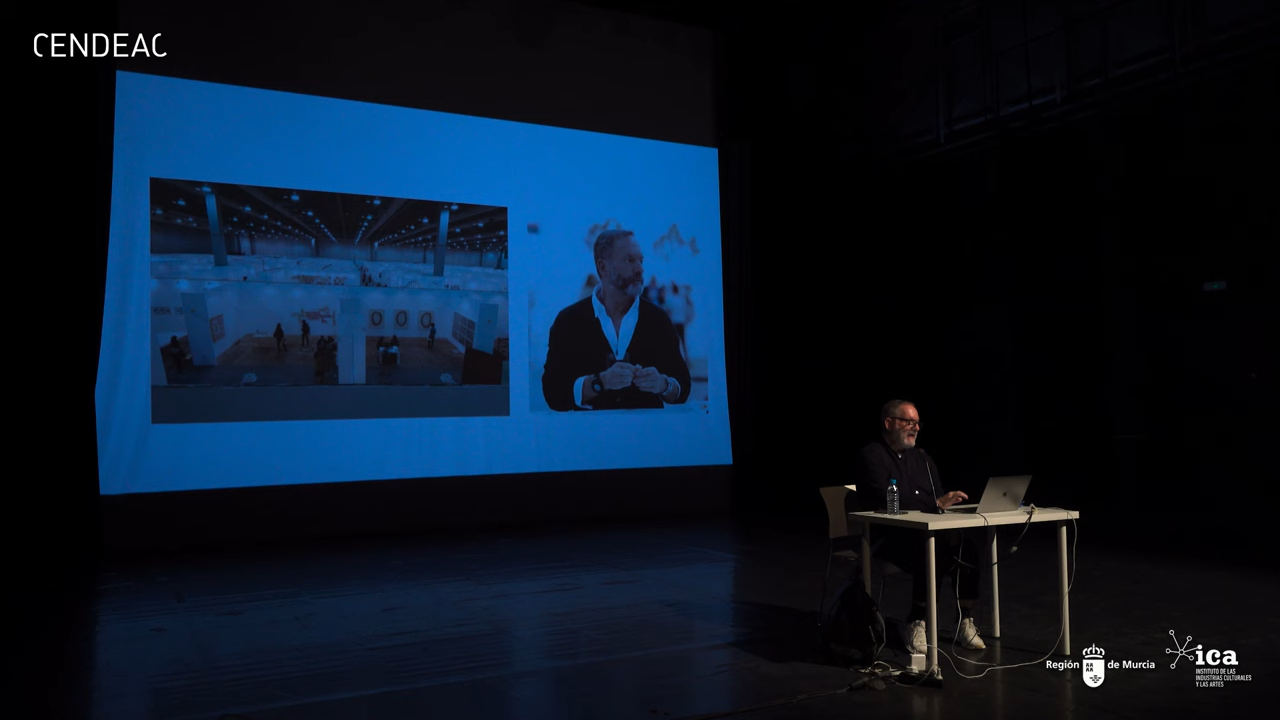 CENDEAC
Región de Murcia
ica
INSTITUTO DE LAS
INDUSTRIAS CULTURALES
Y LAS ARTES